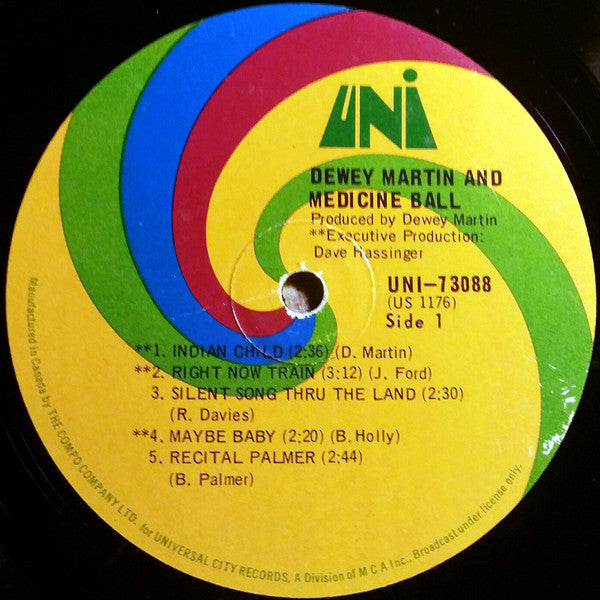 UNI
DEWEY MARTIN AND
MEDICINE BALL
Produced by Dewey Martin
**Executive Production:
Dave Hassinger
UNI-73088
(US 1176)
Side 1
**1. INDIAN CHILD (2:36) (D. Martin)
**2. RIGHT NOW TRAIN (3:12) (J. Ford)
3. SILENT SONG THRU THE LAND (2:30)
(R. Davies)
**4. MAYBE BABY (2:20) (B. Holly)
5. RECITAL PALMER (2:44)
(B. Palmer)
Manufactured in Canada by THE COMPO COMPANY LTD. for UNIVERSAL CITY RECORDS, A Division of M C A Inc., Broadcast under license only.